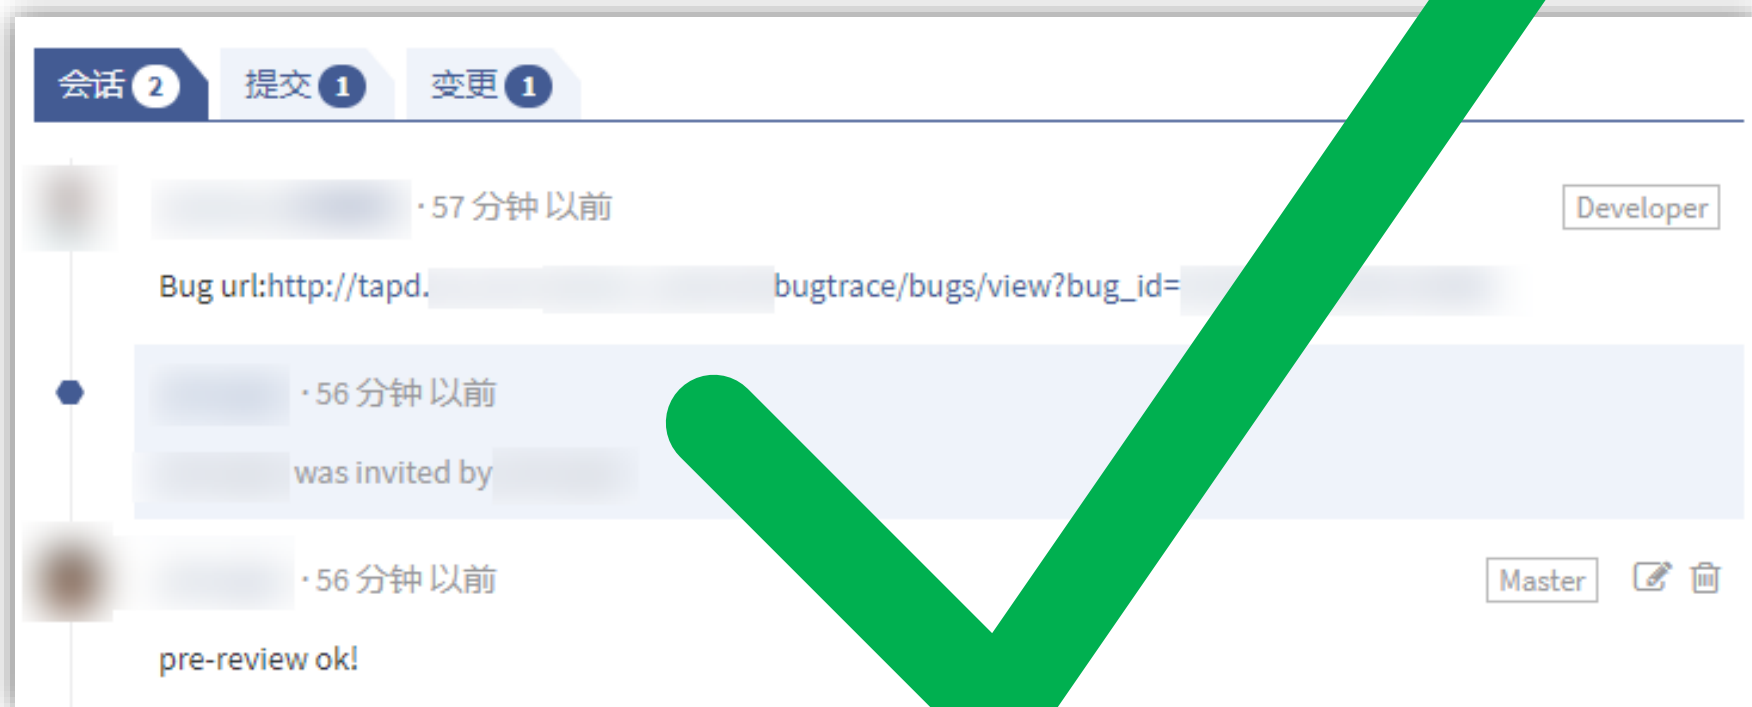 会话 2 提交 1 变更 1
· 57 分钟 以前 Developer
Bug url:http://tapd. bugtrace/bugs/view?bug_id=
· 56 分钟 以前
was invited by
· 56 分钟 以前 Master
pre-review ok!